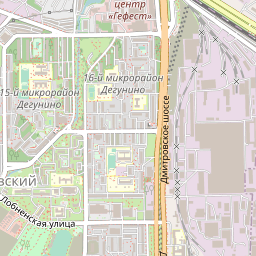 центр
«Гефест»
16-й микрорайон
Дегунино
15-й микрорайон
Дегунино
Дмитровское шоссе
ВСКИЙ
Лобненская улица